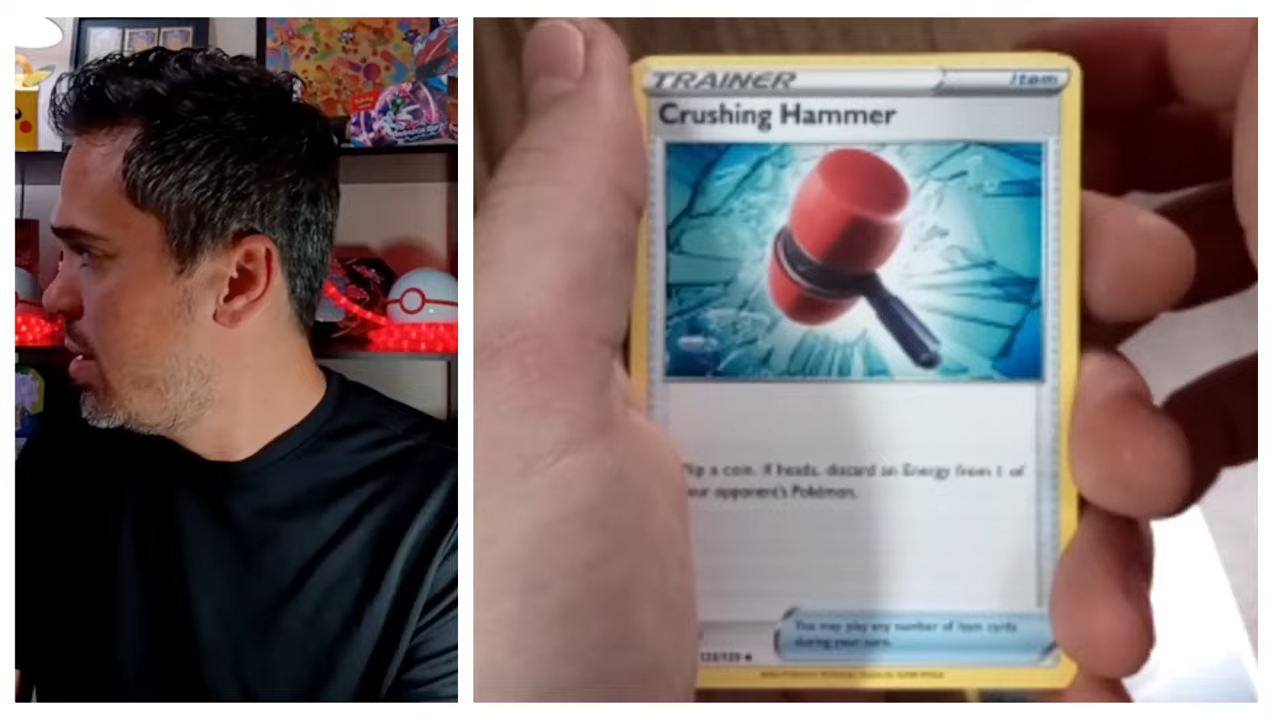 TRAINER
Item
Crushing Hammer
lip a coin. If heads, discard an Energy from 1 of
our opponent's Pokémon.
You may play any number of Item cards
during your turn.